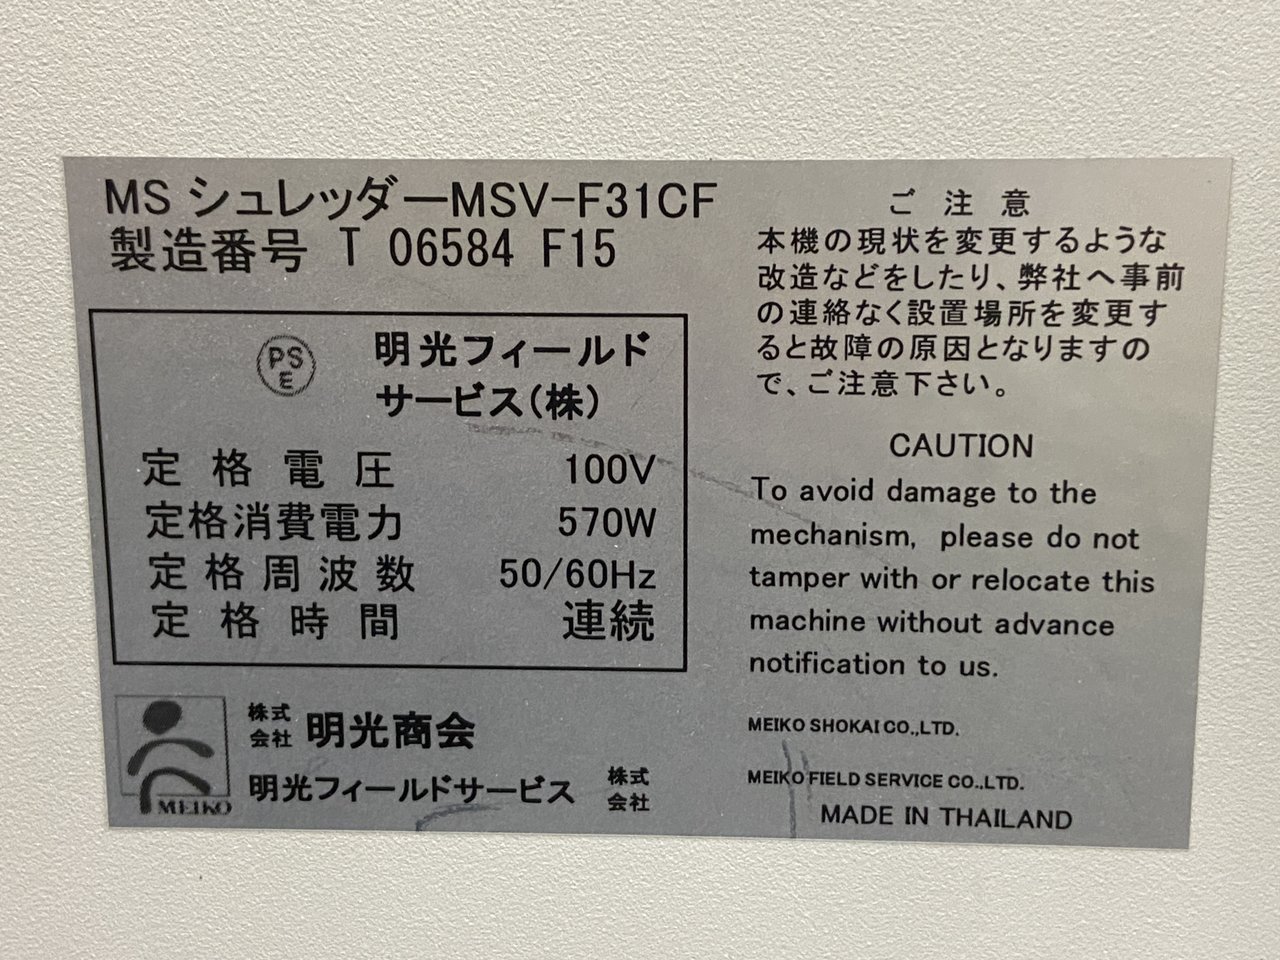 MS シュレッダーMSV-F31CF
製造番号 T 06584 F15
PS
E
明光フィールド
サービス(株)
定格電圧 100V
定格消費電力 570W
定格周波数 50/60Hz
定格時間 連続
MEIKO
株式
会社 明光商会
明光フィールドサービス 株式
会社
ご注意
本機の現状を変更するような
改造などをしたり、弊社へ事前
の連絡なく設置場所を変更す
ると故障の原因となりますの
で、ご注意下さい。
CAUTION
To avoid damage to the
mechanism, please do not
tamper with or relocate this
machine without advance
notification to us.
MEIKO SHOKAI CO.,LTD.
MEIKO FIELD SERVICE CO.,LTD.
MADE IN THAILAND